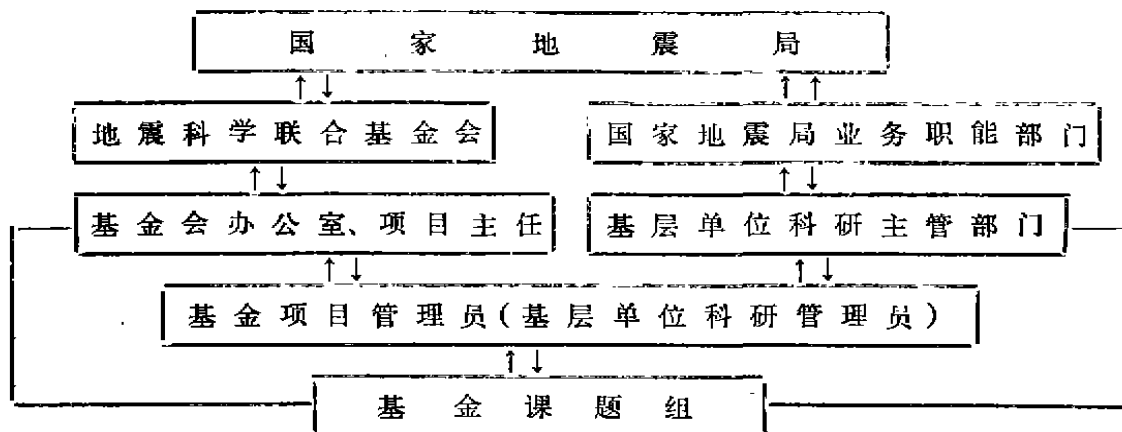 国家地震局
↑↓ ↑↑
地震科学联合基金会 国家地震局业务职能部门
↑↓ ↑↓
基金会办公室、项目主任 基层单位科研主管部门
↑↓ ↑↓
基金项目管理员(基层单位科研管理员)
↑↓
基金课题组